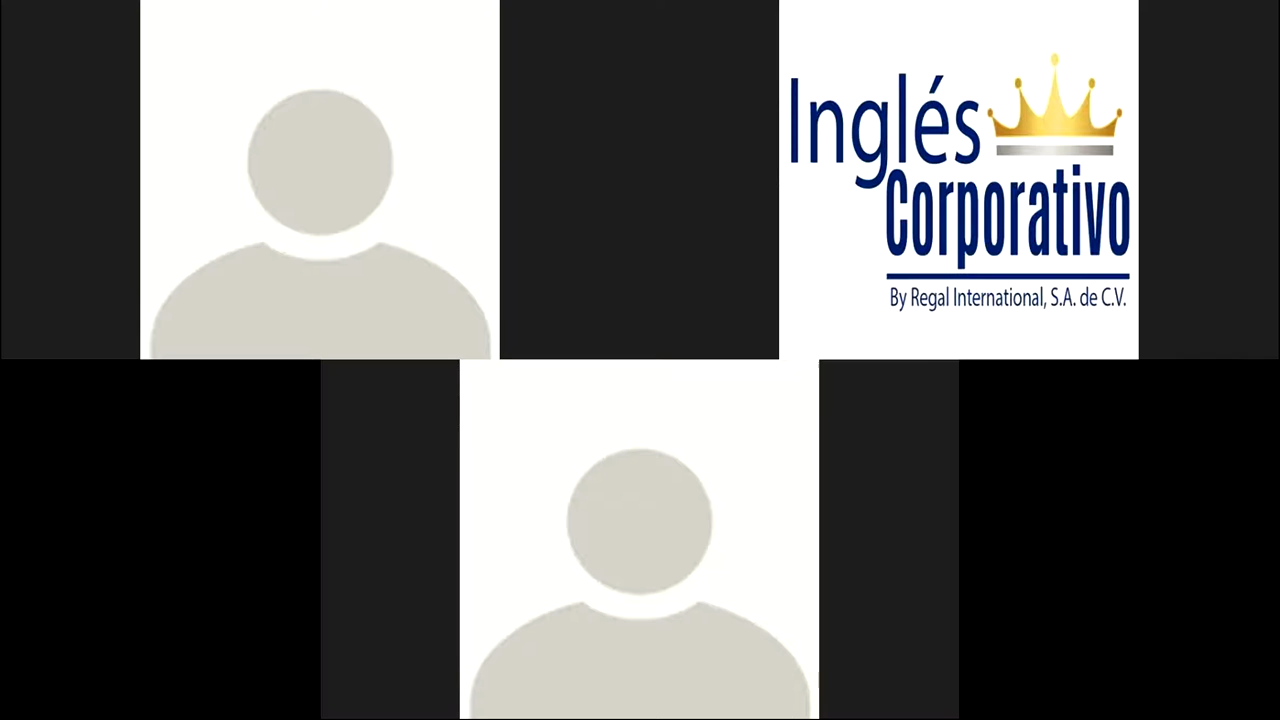 Inglés
Corporativo
By Regal International, S.A. de C.V.